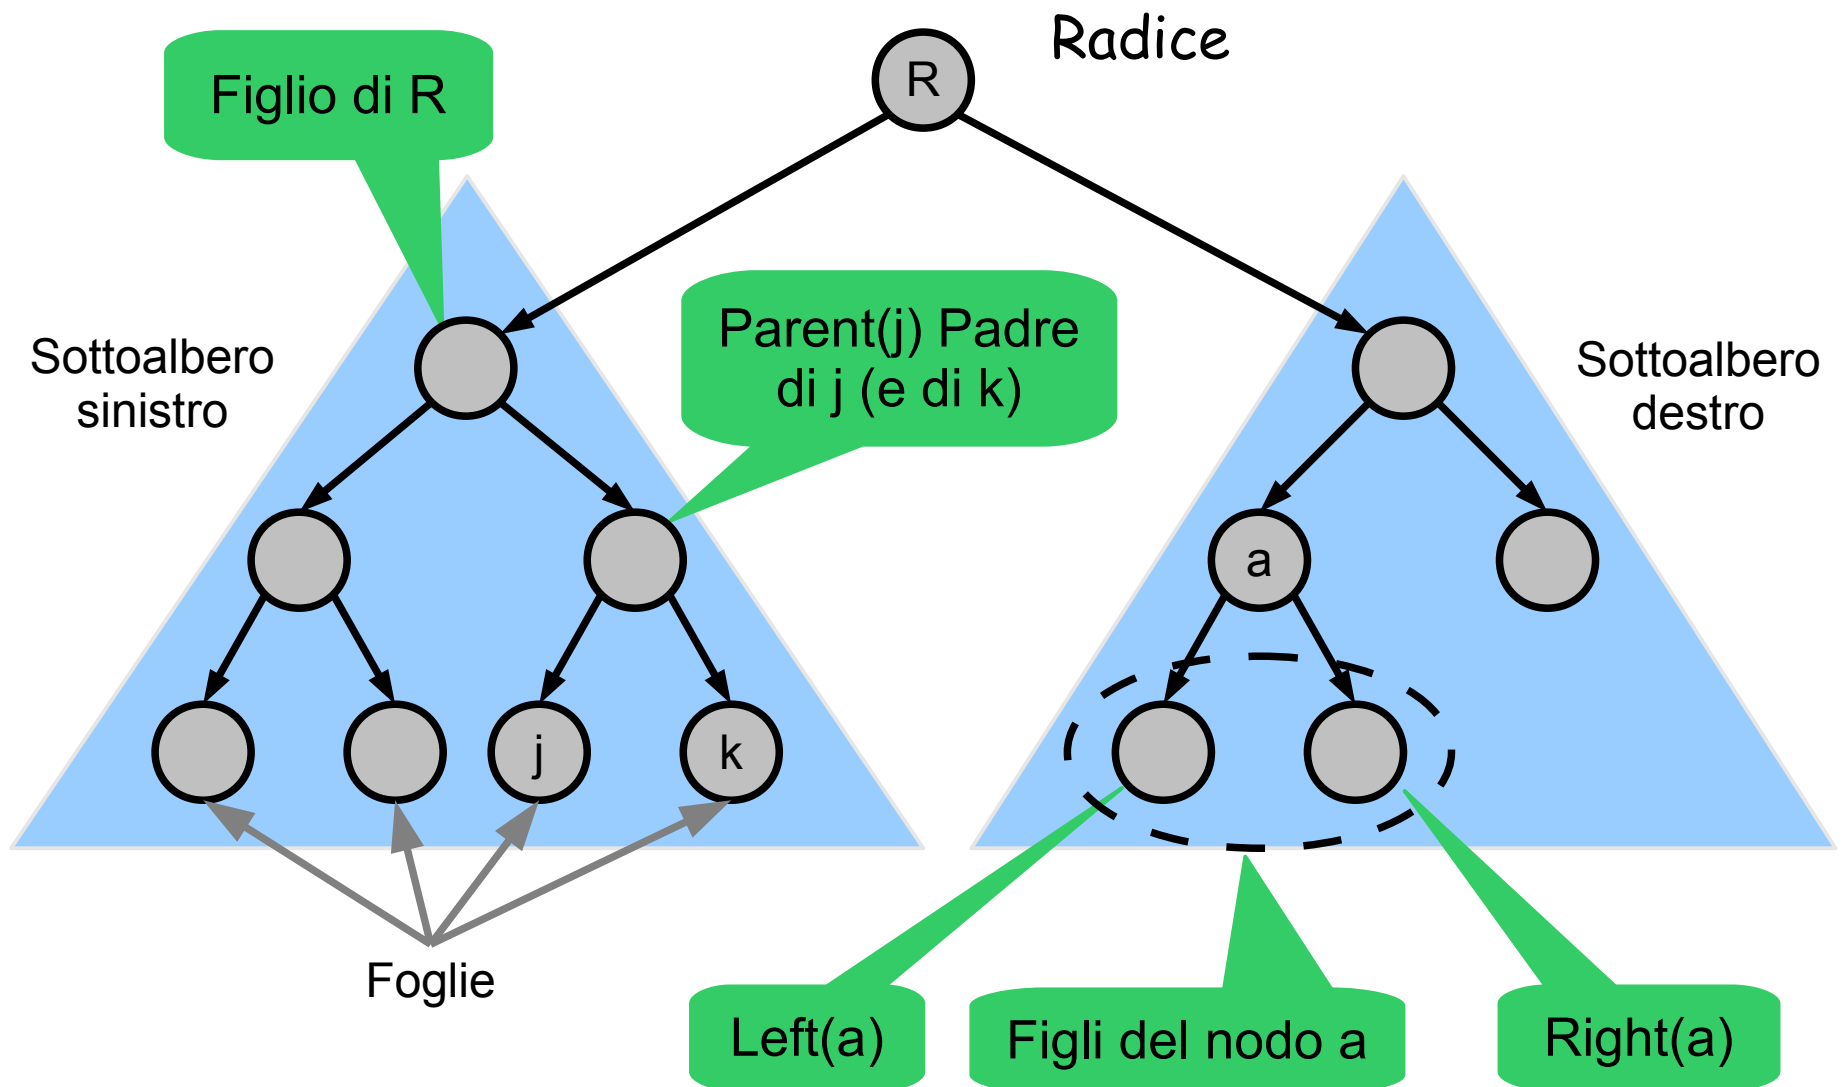 Radice
R
Figlio di R
Parent(j) Padre
di j (e di k)
Sottoalbero
sinistro
Sottoalbero
destro
a
j
k
Foglie
Left(a)
Figli del nodo a
Right(a)